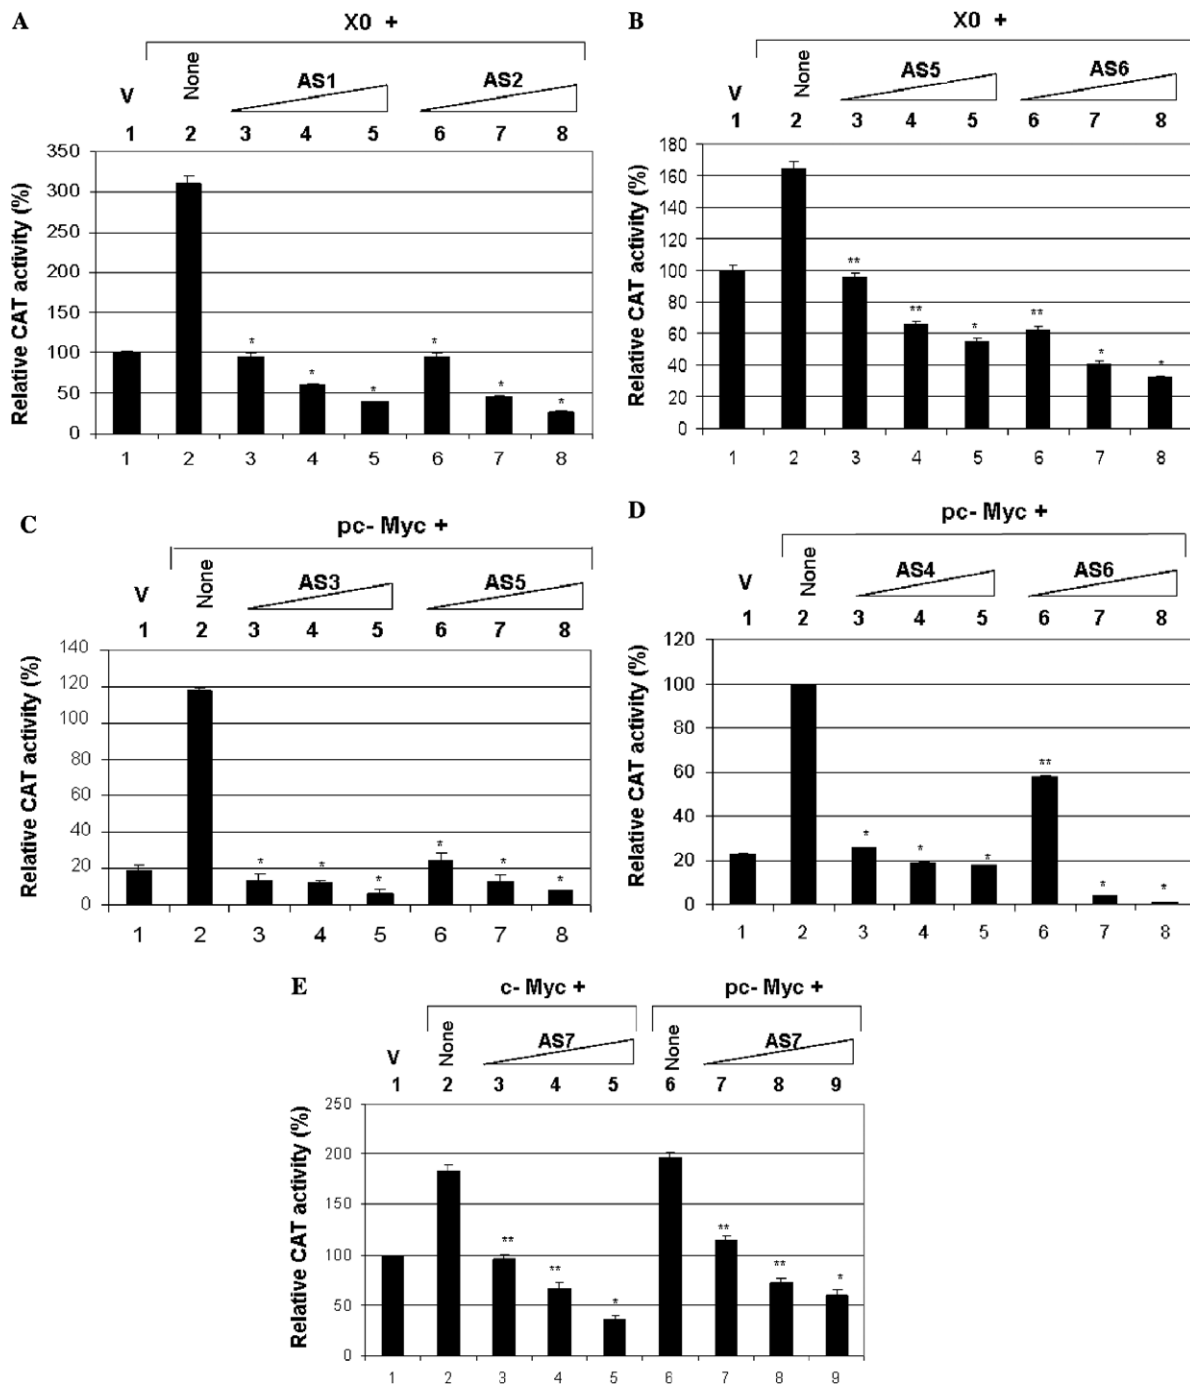 A
X0 +
V
None
AS1
AS2
1 2 3 4 5 6 7 8
Relative CAT activity (%)
350
300
250
200
150
100
50
0
* * * * * *
1 2 3 4 5 6 7 8
B
X0 +
V
None
AS5
AS6
1 2 3 4 5 6 7 8
Relative CAT activity (%)
180
160
140
120
100
80
60
40
20
0
** ** * ** * *
1 2 3 4 5 6 7 8
C
pc- Myc +
V
None
AS3
AS5
1 2 3 4 5 6 7 8
Relative CAT activity (%)
140
120
100
80
60
40
20
0
* * * * * *
1 2 3 4 5 6 7 8
D
pc- Myc +
V
None
AS4
AS6
1 2 3 4 5 6 7 8
Relative CAT activity (%)
120
100
80
60
40
20
0
* * * ** * *
1 2 3 4 5 6 7 8
E
c- Myc +
pc- Myc +
V
None
AS7
None
AS7
1 2 3 4 5 6 7 8 9
Relative CAT activity (%)
250
200
150
100
50
0
** ** * ** ** *
1 2 3 4 5 6 7 8 9